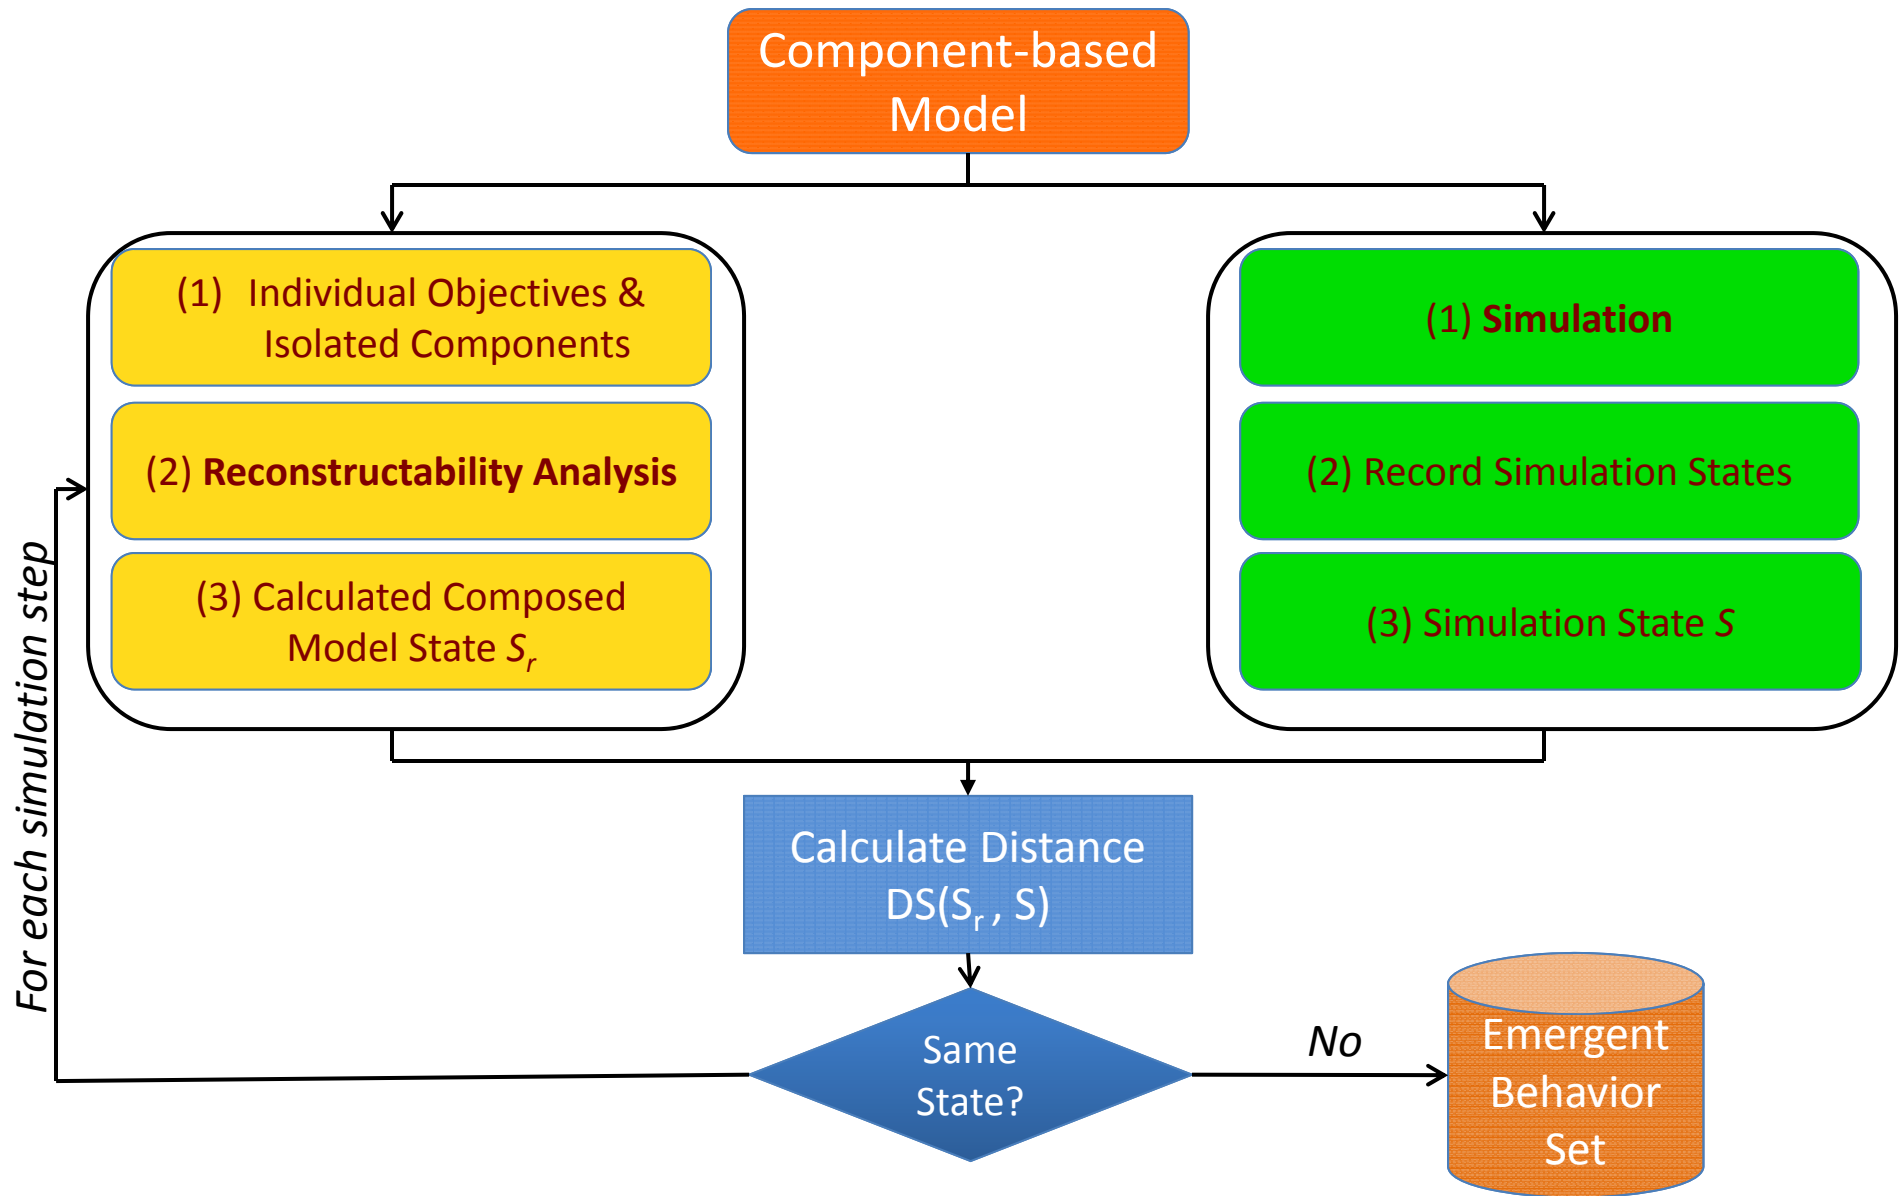 Component-based
Model
(1) Individual Objectives &
Isolated Components
(2) Reconstructability Analysis
(3) Calculated Composed
Model State Sr
(1) Simulation
(2) Record Simulation States
(3) Simulation State S
For each simulation step
Calculate Distance
DS(Sr , S)
Same
State?
No
Emergent
Behavior
Set